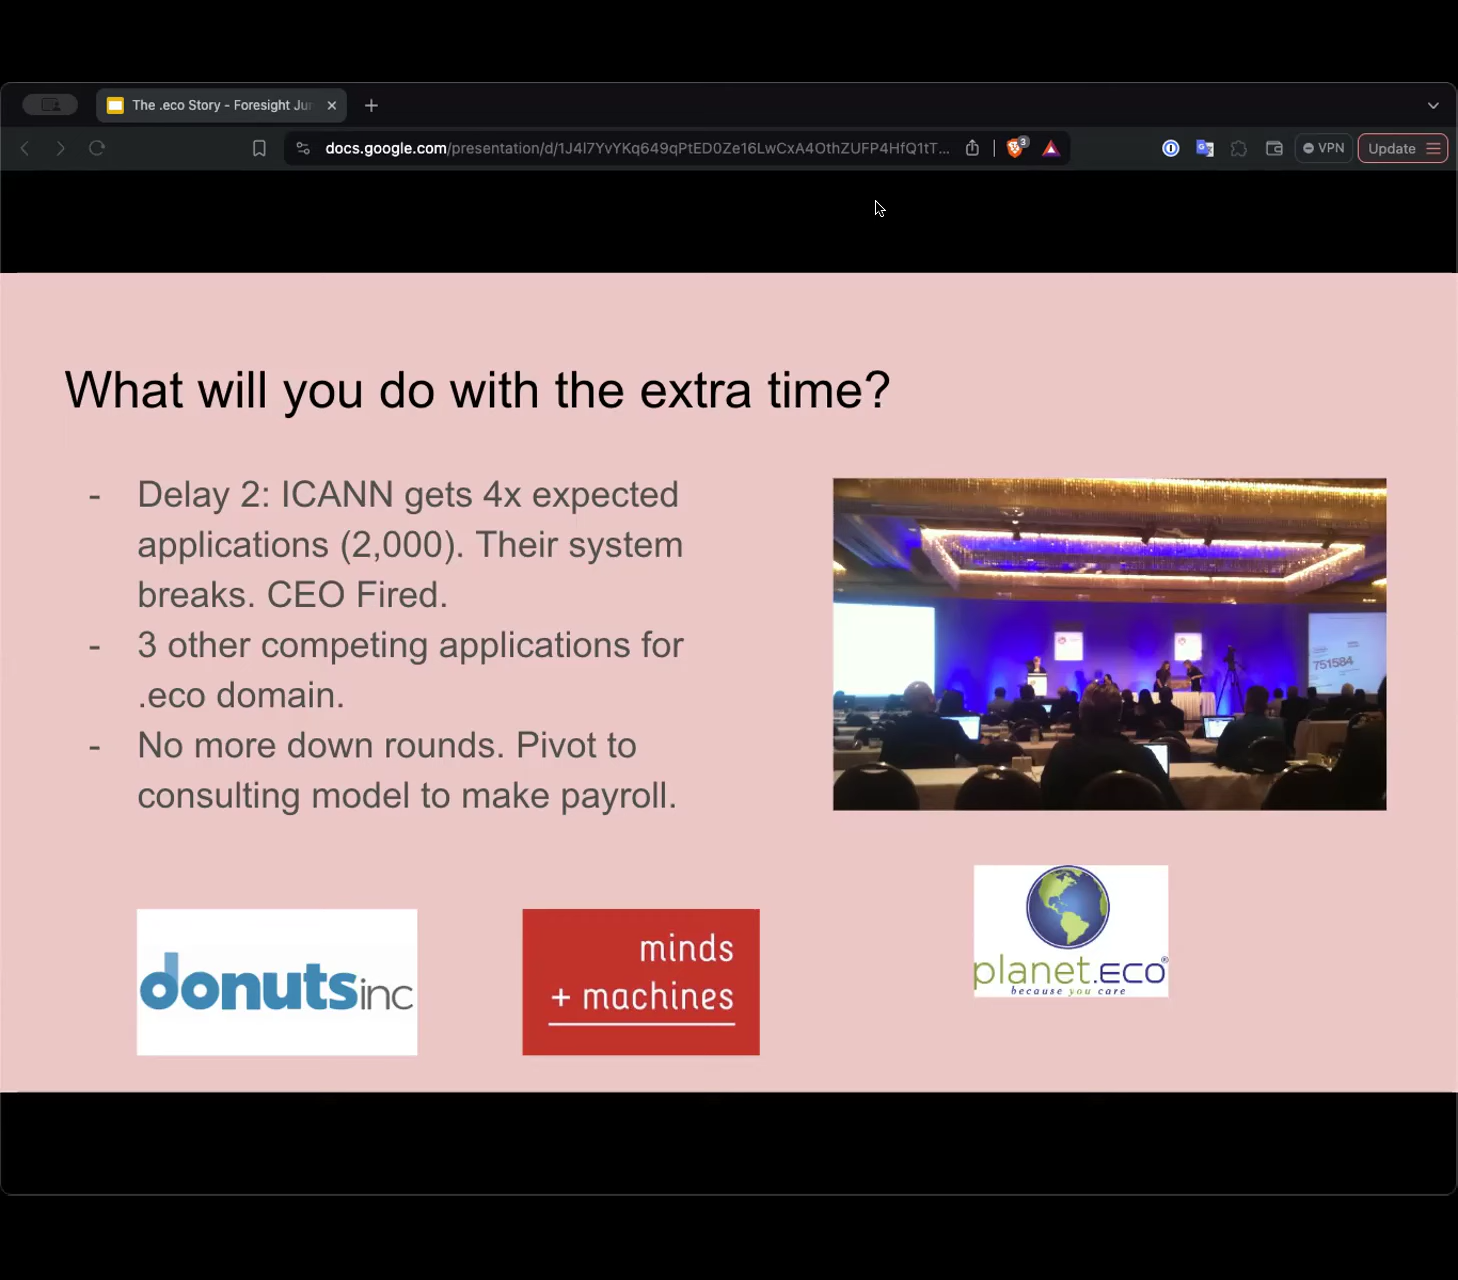 The .eco Story - Foresight Jun
docs.google.com/presentation/d/1J4I7YvYKq649qPtED0Ze16LwCxA4OthZUFP4HfQ1tT...
3
VPN
Update
What will you do with the extra time?
- Delay 2: ICANN gets 4x expected
applications (2,000). Their system
breaks. CEO Fired.
- 3 other competing applications for
.eco domain.
- No more down rounds. Pivot to
consulting model to make payroll.
751584
donutsinc
minds
+ machines
planet.eco®
because you care